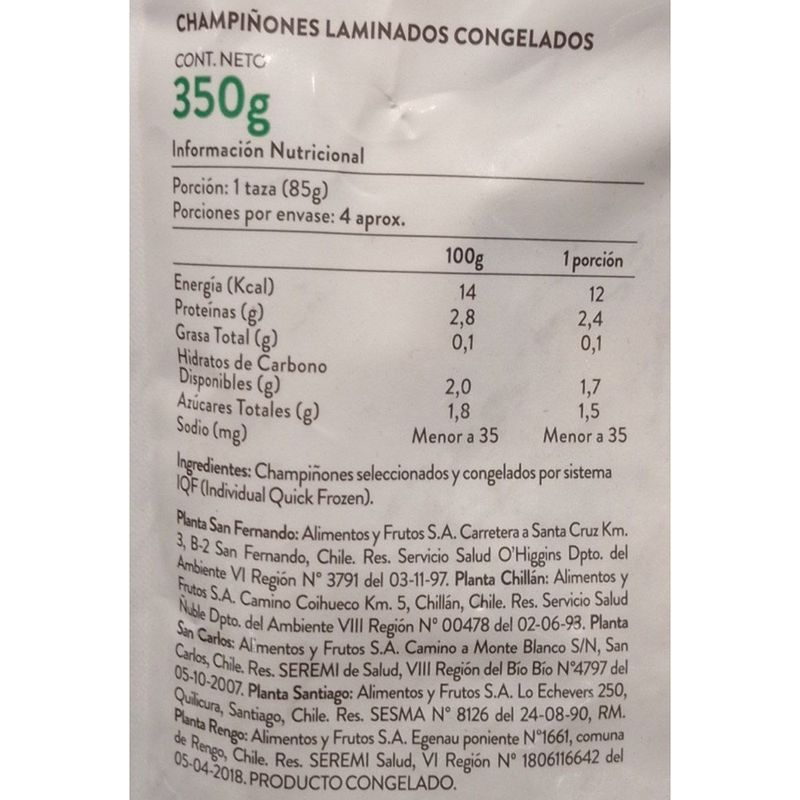 CHAMPIÑONES LAMINADOS CONGELADOS
CONT. NETO
350g
Información Nutricional
Porción: 1 taza (85g)
Porciones por envase: 4 aprox.
100g 1 porción
Energía (Kcal) 14 12
Proteínas (g) 2,8 2,4
Grasa Total (g) 0,1 0,1
Hidratos de Carbono
Disponibles (g) 2,0 1,7
Azúcares Totales (g) 1,8 1,5
Sodio (mg) Menor a 35 Menor a 35
Ingredientes: Champiñones seleccionados y congelados por sistema
IQF (Individual Quick Frozen).
Planta San Fernando: Alimentos y Frutos S.A. Carretera a Santa Cruz Km.
3, B-2 San Fernando, Chile. Res. Servicio Salud O'Higgins Dpto. del
Ambiente VI Región N° 3791 del 03-11-97. Planta Chillán: Alimentos y
Frutos S.A. Camino Coihueco Km. 5, Chillán, Chile. Res. Servicio Salud
Ñuble Dpto. del Ambiente VIII Región N° 00478 del 02-06-93. Planta
San Carlos: Alimentos y Frutos S.A. Camino a Monte Blanco S/N, San
Carlos, Chile. Res. SEREMI de Salud, VIII Región del Bío Bío N°4797 del
05-10-2007. Planta Santiago: Alimentos y Frutos S.A. Lo Echevers 250,
Quilicura, Santiago, Chile. Res. SESMA N° 8126 del 24-08-90, RM.
Planta Rengo: Alimentos y Frutos S.A. Egenau poniente N°1661, comuna
de Rengo, Chile. Res. SEREMI Salud, VI Región N° 1806116642 del
05-04-2018. PRODUCTO CONGELADO.